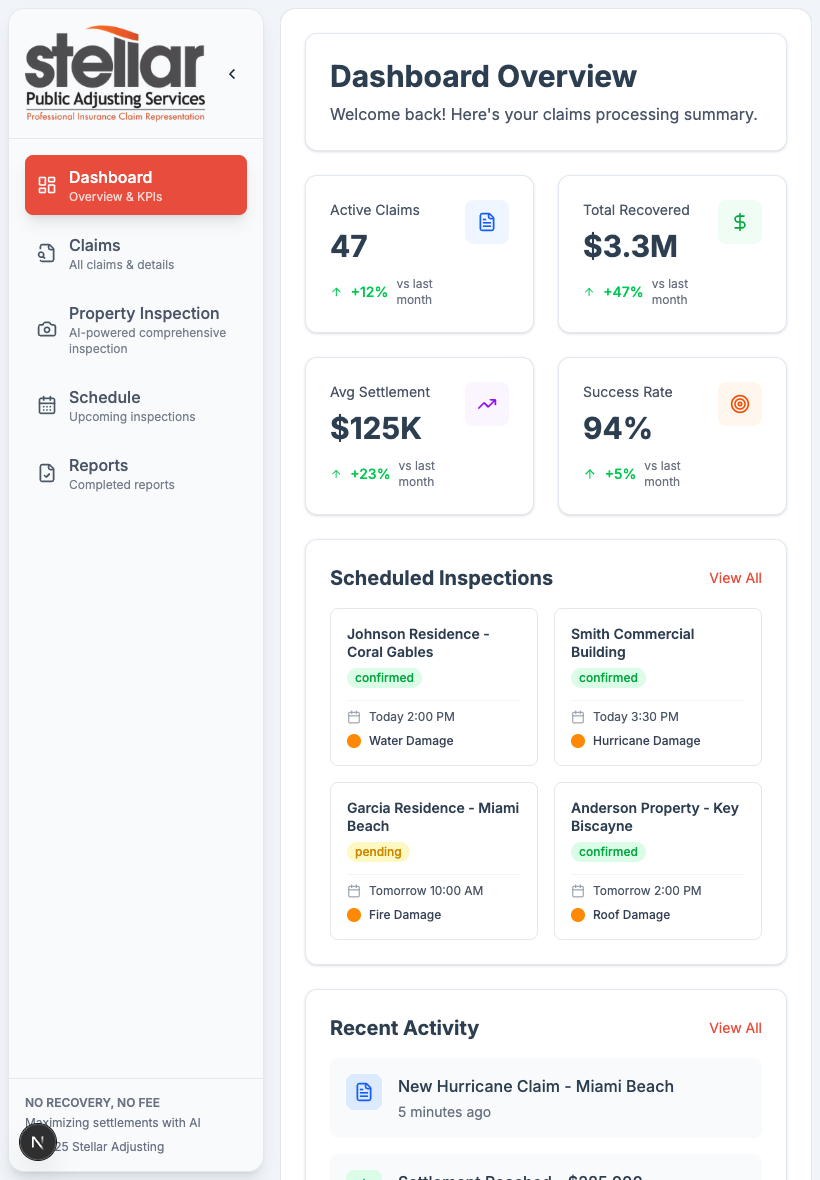 stellar
Public Adjusting Services
Professional Insurance Claim Representation
Dashboard
Overview & KPIs
Claims
All claims & details
Property Inspection
AI-powered comprehensive
inspection
Schedule
Upcoming inspections
Reports
Completed reports
NO RECOVERY, NO FEE
Maximizing settlements with AI
N
25 Stellar Adjusting
Dashboard Overview
Welcome back! Here's your claims processing summary.
Active Claims
47
+12%
vs last
month
Total Recovered
$3.3M
+47%
vs last
month
Avg Settlement
$125K
+23%
vs last
month
Success Rate
94%
+5%
vs last
month
Scheduled Inspections
View All
Johnson Residence -
Coral Gables
confirmed
Today 2:00 PM
Water Damage
Smith Commercial
Building
confirmed
Today 3:30 PM
Hurricane Damage
Garcia Residence - Miami
Beach
pending
Tomorrow 10:00 AM
Fire Damage
Anderson Property - Key
Biscayne
confirmed
Tomorrow 2:00 PM
Roof Damage
Recent Activity
View All
New Hurricane Claim - Miami Beach
5 minutes ago
Settlement Reached - $285,000